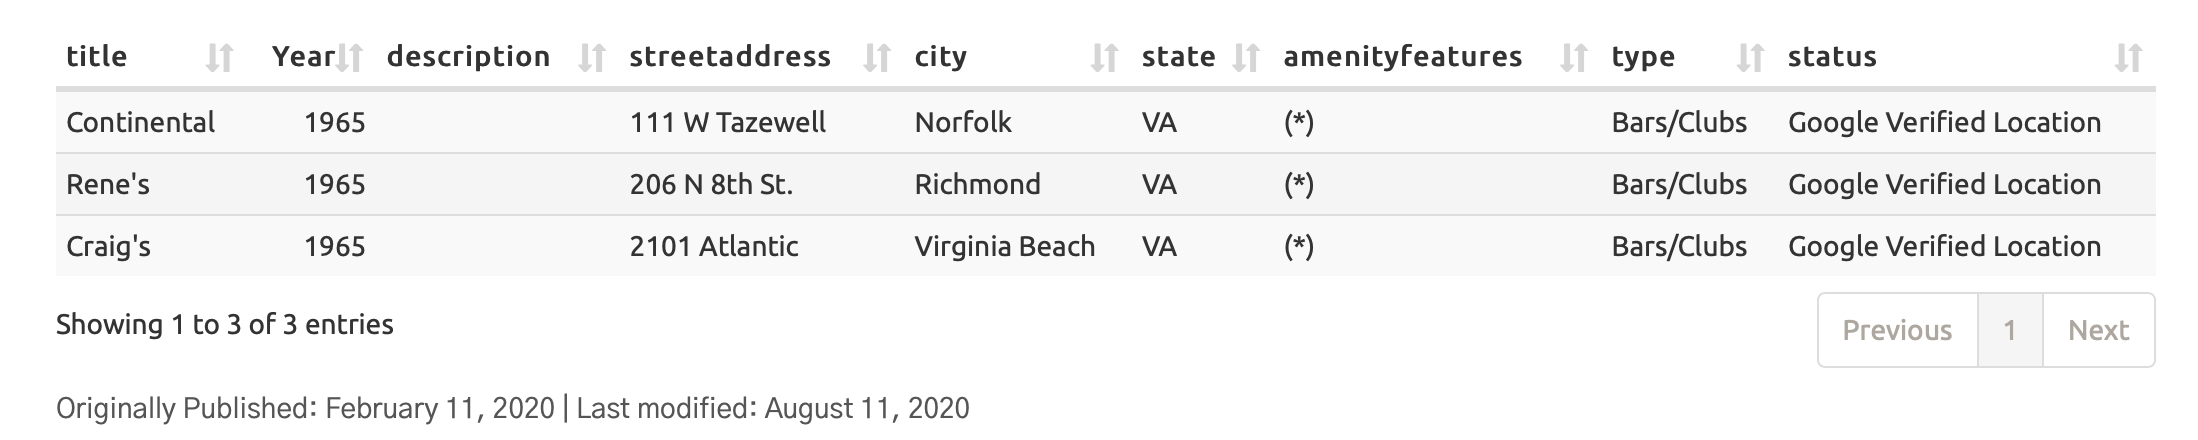 title Year description streetaddress city state amenityfeatures type status
Continental 1965 111 W Tazewell Norfolk VA (*) Bars/Clubs Google Verified Location
Rene's 1965 206 N 8th St. Richmond VA (*) Bars/Clubs Google Verified Location
Craig's 1965 2101 Atlantic Virginia Beach VA (*) Bars/Clubs Google Verified Location
Showing 1 to 3 of 3 entries Previous 1 Next
Originally Published: February 11, 2020 | Last modified: August 11, 2020